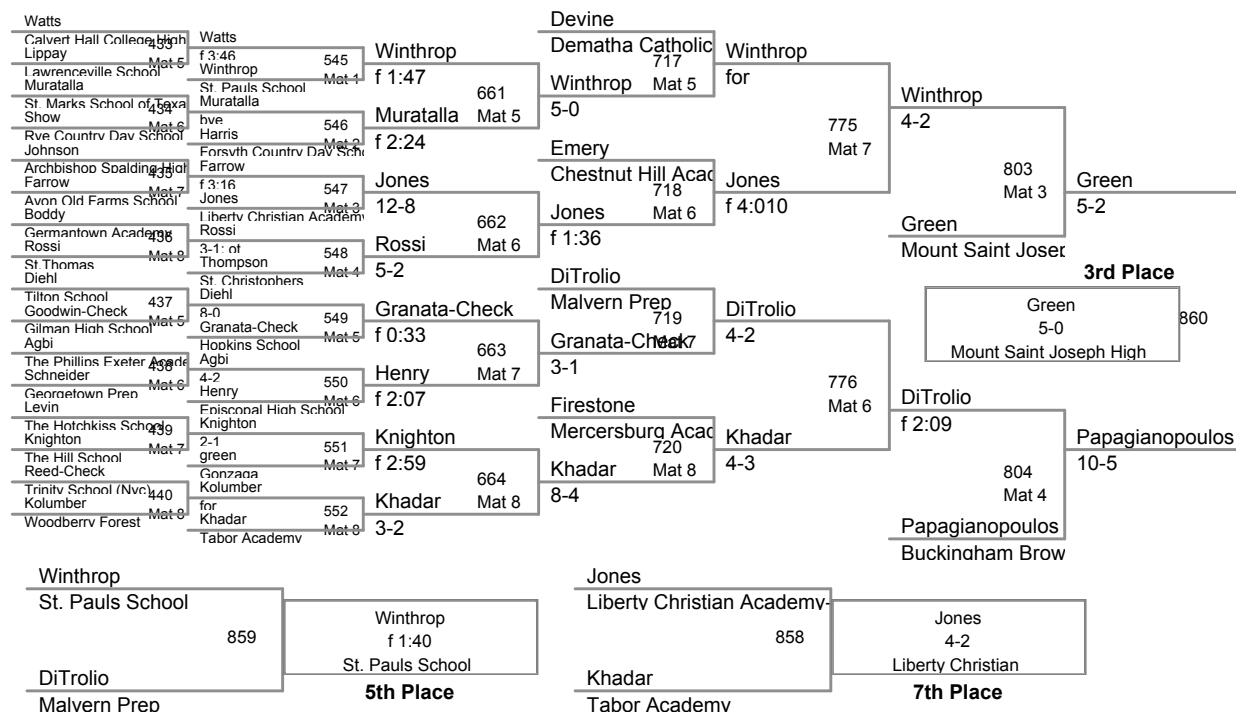 Watts
Calvert Hall College High
433
Lippay
Mat 5
Lawrenceville School
Muratalla
St. Marks School of Texa
434
Show
Mat 6
Rye Country Day School
Johnson
Archbishop Spalding High
435
Farrow
Mat 7
Avon Old Farms School
Boddy
Germantown Academy
436
Rossi
Mat 8
St.Thomas
Diehl
Tilton School
437
Goodwin-Check
Mat 5
Gilman High School
Agbi
The Phillips Exeter Acade
438
Schneider
Mat 6
Georgetown Prep
Levin
The Hotchkiss School
439
Knighton
Mat 7
The Hill School
Reed-Check
Trinity School (Nyc)
440
Kolumber
Mat 8
Woodberry Forest
Watts
f 3:46
545
Winthrop
Mat 1
St. Pauls School
Muratalla
bye
546
Harris
Mat 2
Forsyth Country Day Scho
Farrow
f 3:16
547
Jones
Mat 3
Liberty Christian Academy
Rossi
3-1; ot
548
Thompson
Mat 4
St. Christophers
Diehl
8-0
549
Granata-Check
Mat 5
Hopkins School
Agbi
4-2
550
Henry
Mat 6
Episcopal High School
Knighton
2-1
551
green
Mat 7
Gonzaga
Kolumber
for
552
Khadar
Mat 8
Tabor Academy
Winthrop
f 1:47
661
Mat 5
Muratalla
f 2:24
Jones
12-8
662
Mat 6
Rossi
5-2
Granata-Check
f 0:33
663
Mat 7
Henry
f 2:07
Knighton
f 2:59
664
Mat 8
Khadar
3-2
Devine
Dematha Catholic
717
Mat 5
Winthrop
5-0
Emery
Chestnut Hill Acad
718
Mat 6
Jones
f 1:36
DiTrolio
Malvern Prep
719
Mat 7
Granata-Check
3-1
Firestone
Mercersburg Acad
720
Mat 8
Khadar
8-4
Winthrop
for
775
Mat 7
Jones
f 4:010
DiTrolio
4-2
776
Mat 6
Khadar
4-3
Winthrop
4-2
803
Mat 3
Green
Mount Saint Josep
DiTrolio
f 2:09
804
Mat 4
Papagianopoulos
Buckingham Brow
Green
5-2
3rd Place
Green
5-0
860
Mount Saint Joseph High
Papagianopoulos
10-5
Winthrop
St. Pauls School
859
DiTrolio
Malvern Prep
Winthrop
f 1:40
St. Pauls School
5th Place
Jones
Liberty Christian Academy-
858
Khadar
Tabor Academy
Jones
4-2
Liberty Christian
7th Place